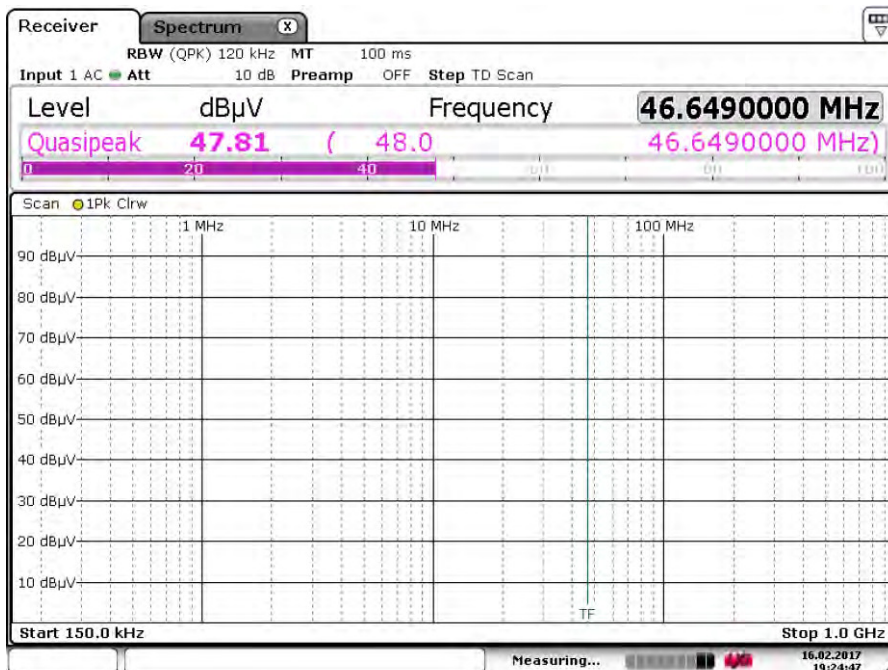 Receiver Spectrum X
RBW (QPK) 120 kHz MT 100 ms
Input 1 AC Att 10 dB Preamp OFF Step TD Scan
Level dBµV Frequency 46.6490000 MHz
Quasipeak 47.81 ( 48.0 46.6490000 MHz)
0 20 40 60 80 100
Scan 1Pk Clrw
1 MHz 10 MHz 100 MHz
90 dBµV
80 dBµV
70 dBµV
60 dBµV
50 dBµV
40 dBµV
30 dBµV
20 dBµV
10 dBµV
TF
Start 150.0 kHz Stop 1.0 GHz
Measuring... 16.02.2017
19:24:47